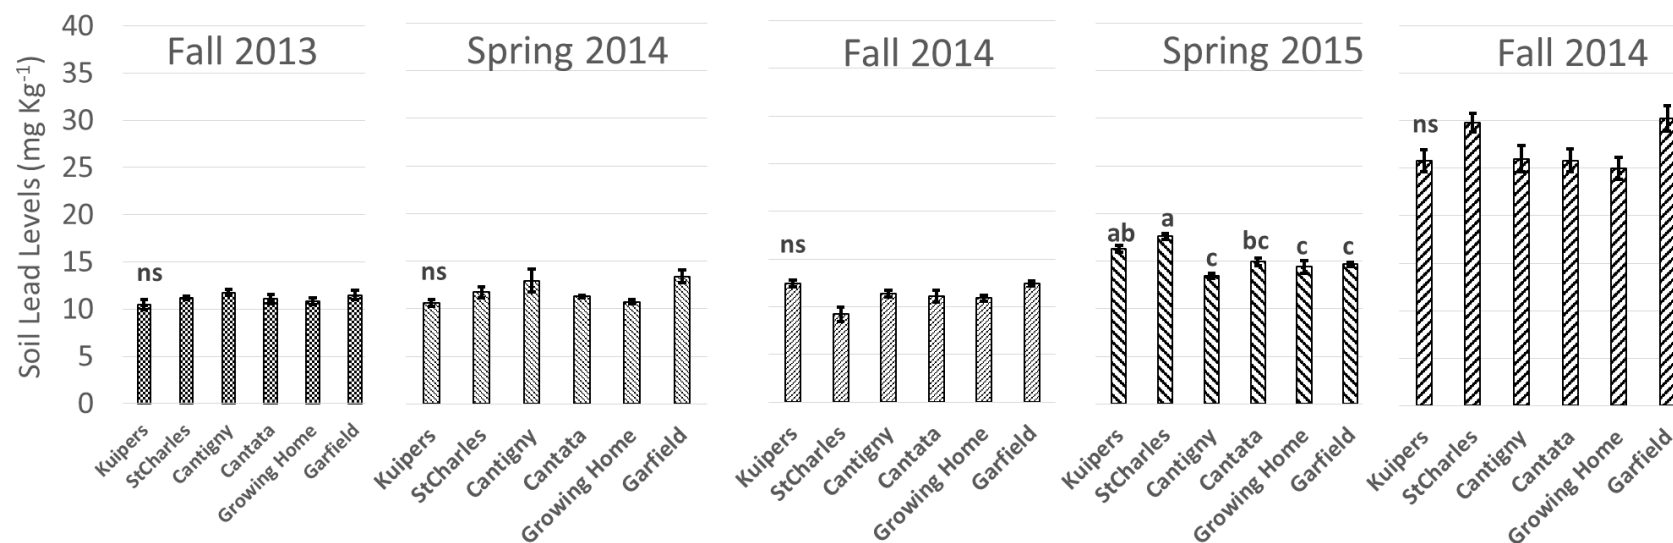 Soil Lead Levels (mg Kg⁻¹)
40
35
30
25
20
15
10
5
0
Fall 2013
ns
Kuipers
StCharles
Cantigny
Cantata
Growing Home
Garfield
Spring 2014
ns
Kuipers
StCharles
Cantigny
Cantata
Growing Home
Garfield
Fall 2014
ns
Kuipers
StCharles
Cantigny
Cantata
Growing Home
Garfield
Spring 2015
ab
a
c
bc
c
c
Kuipers
StCharles
Cantigny
Cantata
Growing Home
Garfield
Fall 2014
ns
Kuipers
StCharles
Cantigny
Cantata
Growing Home
Garfield